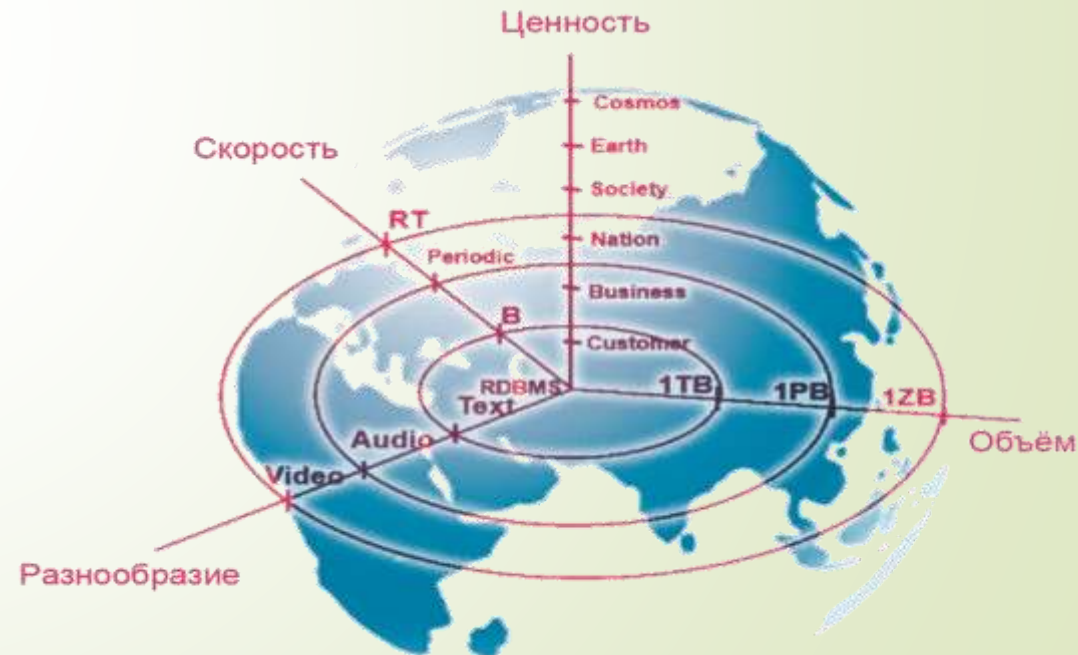 Ценность
Cosmos
Скорость
Earth
Society
RT
Nation
Periodic
Business
B
Customer
RDBMS
1TB
1PB
1ZB
Text
Audio
Объём
Video
Разнообразие